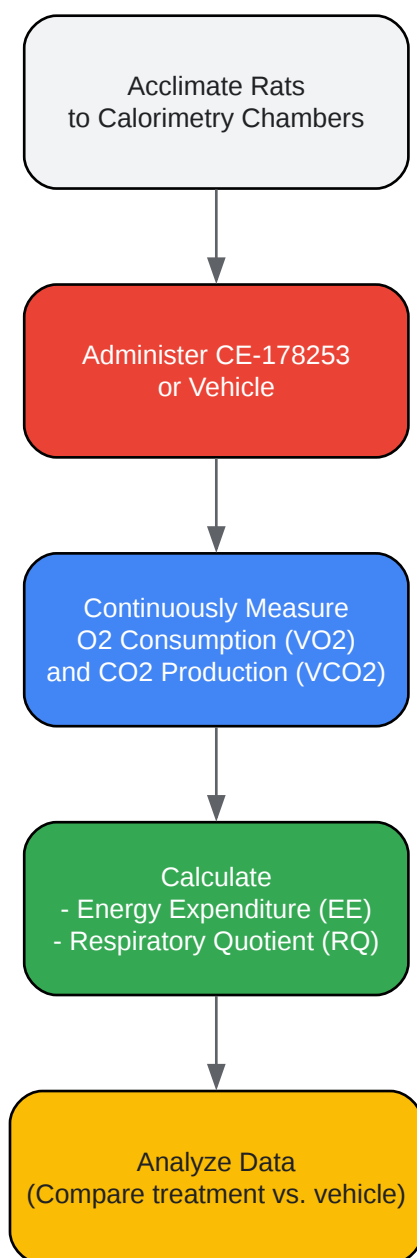 Acclimate Rats
to Calorimetry Chambers
Administer CE-178253
or Vehicle
Continuously Measure
O2 Consumption (VO2)
and CO2 Production (VCO2)
Calculate
- Energy Expenditure (EE)
- Respiratory Quotient (RQ)
Analyze Data
(Compare treatment vs. vehicle)